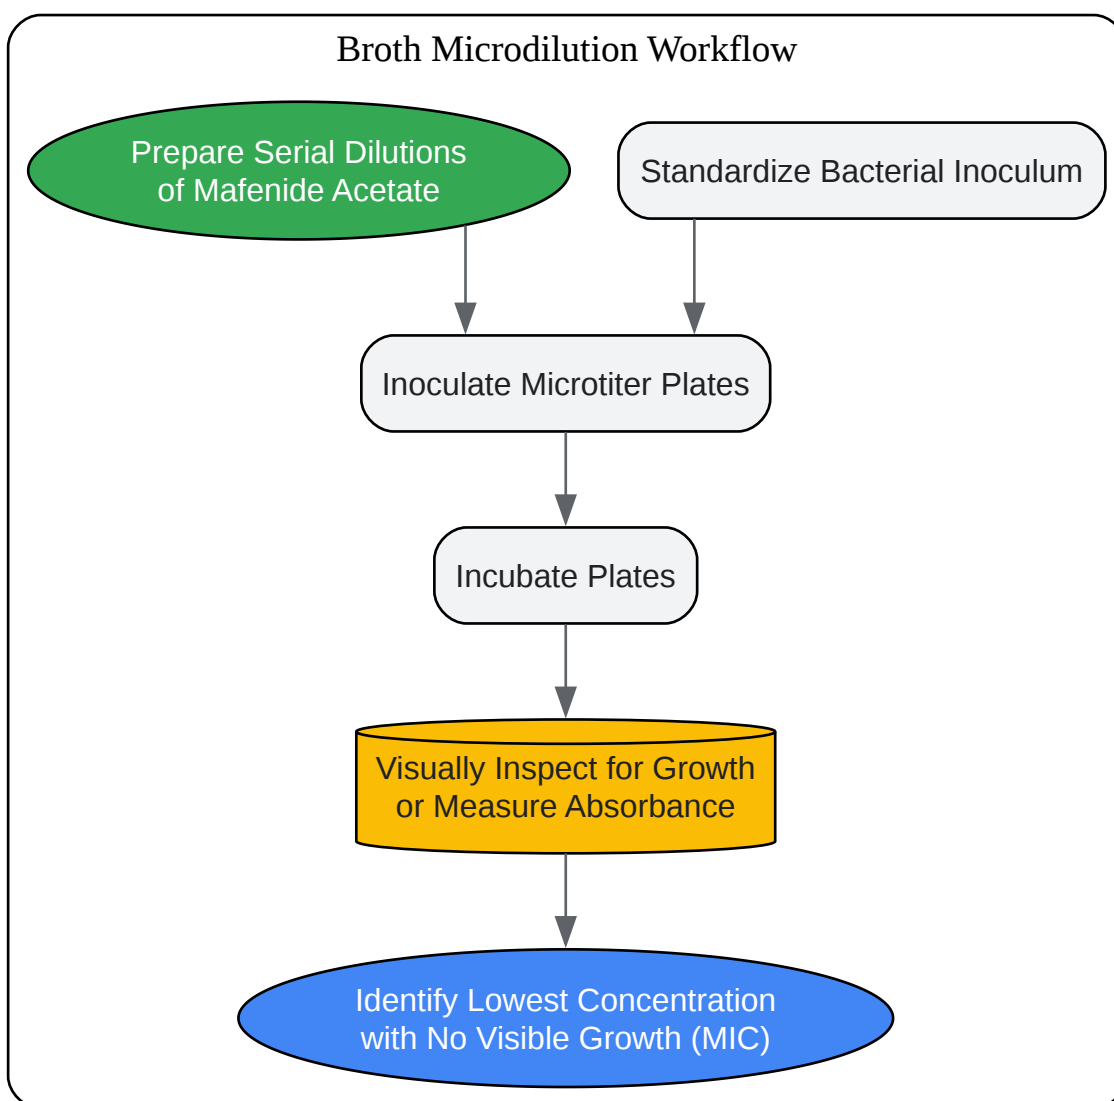 Broth Microdilution Workflow
Prepare Serial Dilutions
of Mafenide Acetate
Standardize Bacterial Inoculum
Inoculate Microtiter Plates
Incubate Plates
Visually Inspect for Growth
or Measure Absorbance
Identify Lowest Concentration
with No Visible Growth (MIC)